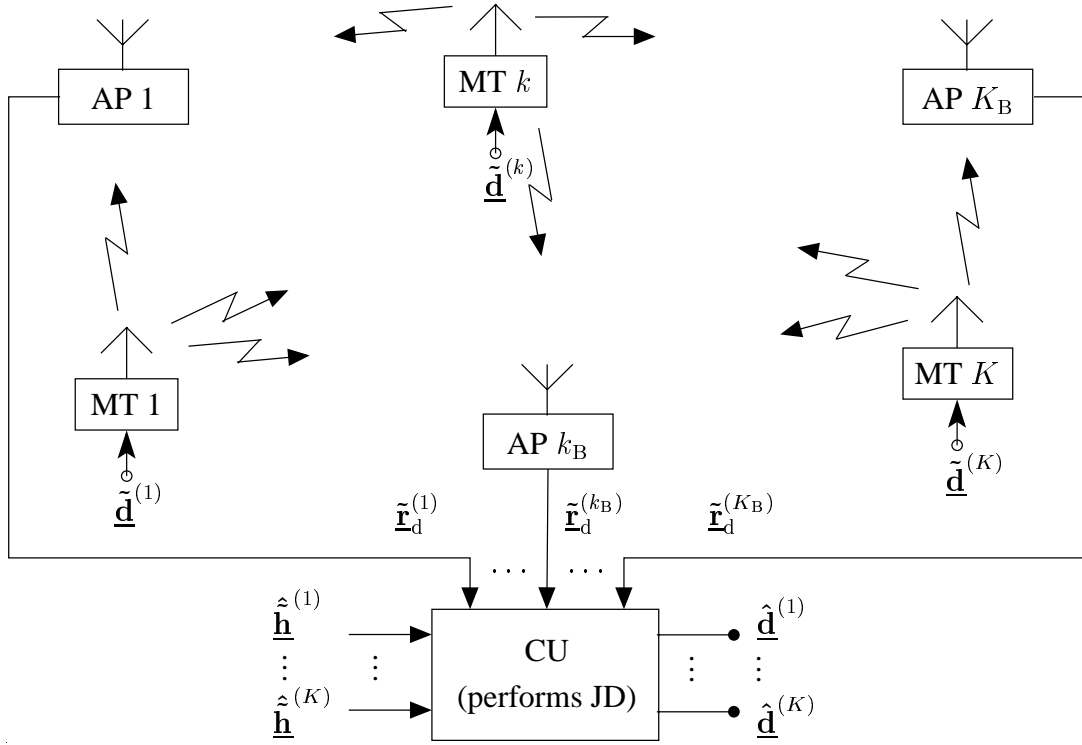 MT k
AP 1
AP K_B
d̲̃^(k)
MT 1
MT K
AP k_B
d̲̃^(1)
d̲̃^(K)
r̲̃_d^(1)
r̲̃_d^(k_B)
r̲̃_d^(K_B)
... ...
ĥ̲̃^(1)
CU
d̲̂^(1)
⋮ ⋮ ⋮ ⋮
(performs JD)
ĥ̲̃^(K)
d̲̂^(K)